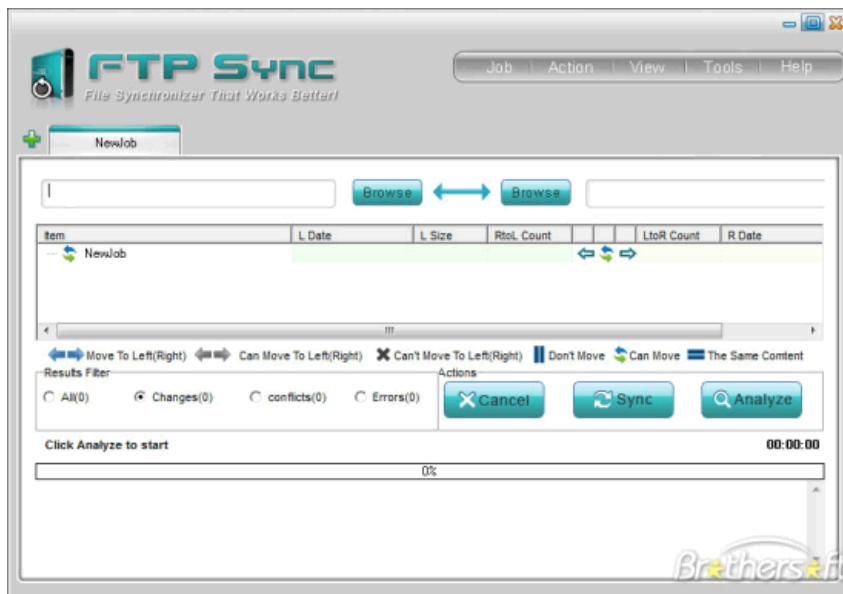 FTP Sync
File Synchronizer That Works Better!
Job | Action | View | Tools | Help
NewJob
Browse Browse
Item L Date L Size RtoL Count LtoR Count R Date
NewJob
Move To Left(Right) Can Move To Left(Right) Can't Move To Left(Right) Don't Move Can Move The Same Comtent
Results Filter Actions
All(0) Changes(0) conflicts(0) Errors(0) Cancel Sync Analyze
Click Analyze to start 00:00:00
0%
Brothersoft